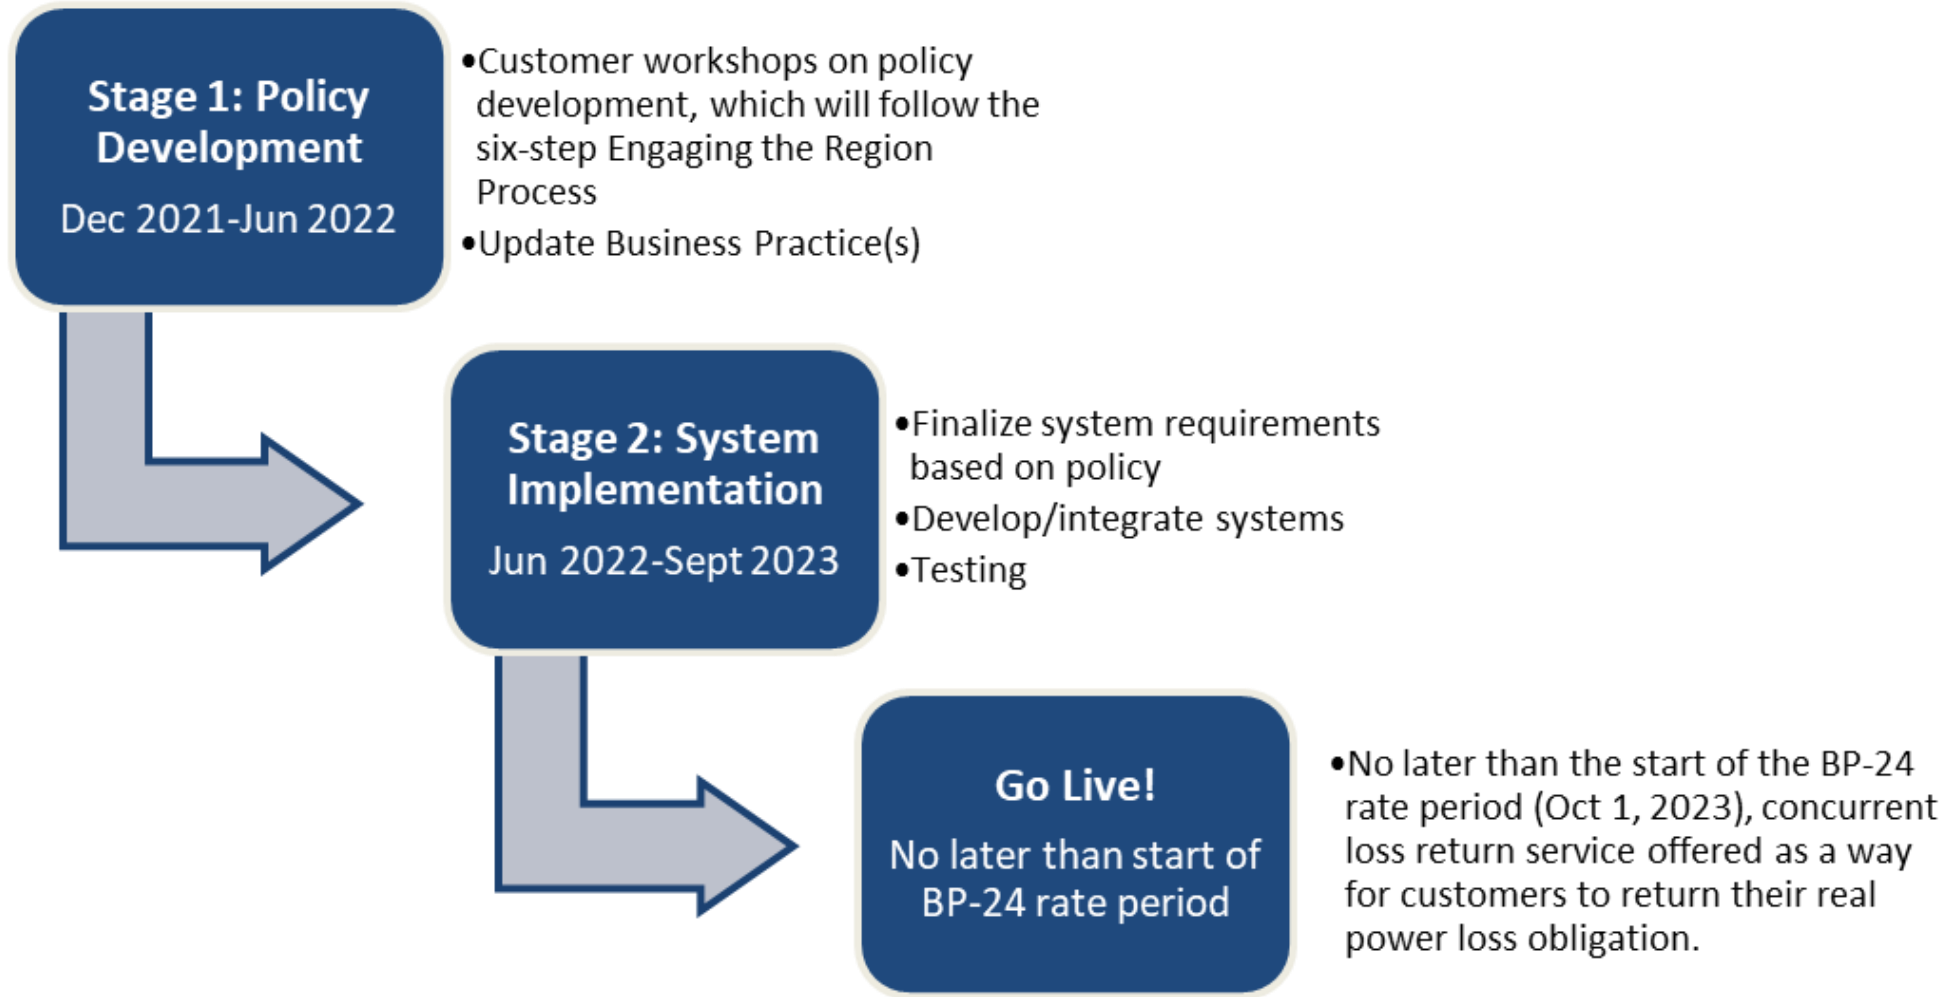 Stage 1: Policy
Development
Dec 2021-Jun 2022
•Customer workshops on policy
development, which will follow the
six-step Engaging the Region
Process
•Update Business Practice(s)
Stage 2: System
Implementation
Jun 2022-Sept 2023
•Finalize system requirements
based on policy
•Develop/integrate systems
•Testing
Go Live!
No later than start of
BP-24 rate period
•No later than the start of the BP-24
rate period (Oct 1, 2023), concurrent
loss return service offered as a way
for customers to return their real
power loss obligation.